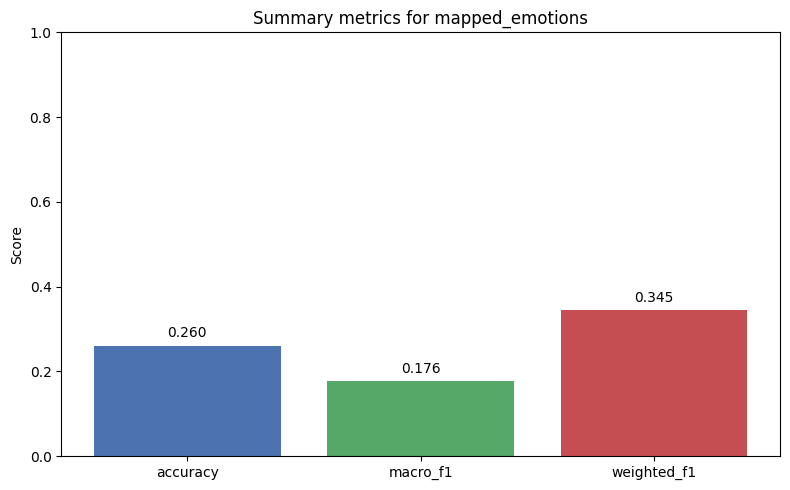 Summary metrics for mapped_emotions
1.0
0.8
0.6
0.4
0.2
0.0
Score
0.260
0.176
0.345
accuracy
macro_f1
weighted_f1